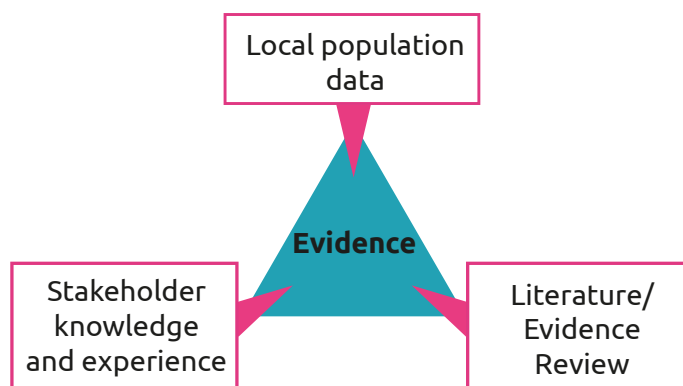 Local population
data
Evidence
Stakeholder
knowledge
and experience
Literature/
Evidence
Review